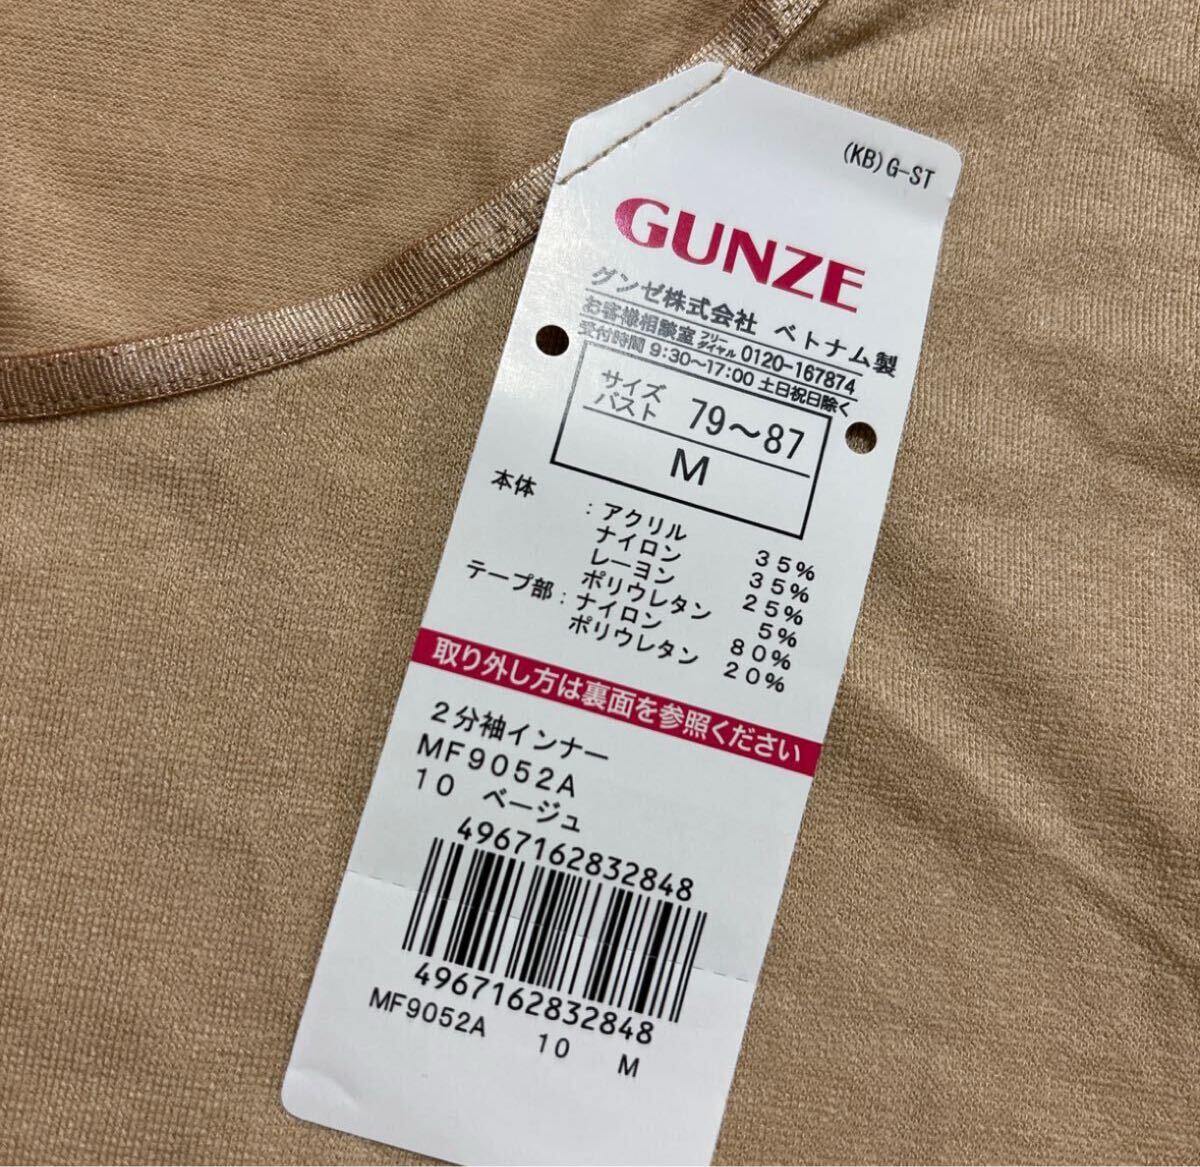 (KB)G-ST
GUNZE
グンゼ株式会社 ベトナム製
お客様相談室 フリーダイヤル 0120-167874
受付時間 9:30〜17:00 土日祝日除く
サイズ
バスト 79〜87
M
本体 :アクリル 35%
ナイロン 35%
レーヨン 25%
ポリウレタン 5%
テープ部:ナイロン 80%
ポリウレタン 20%
取り外し方は裏面を参照ください
2分袖インナー
MF9052A
10 ベージュ
4967162832848
4967162832848
MF9052A 10 M